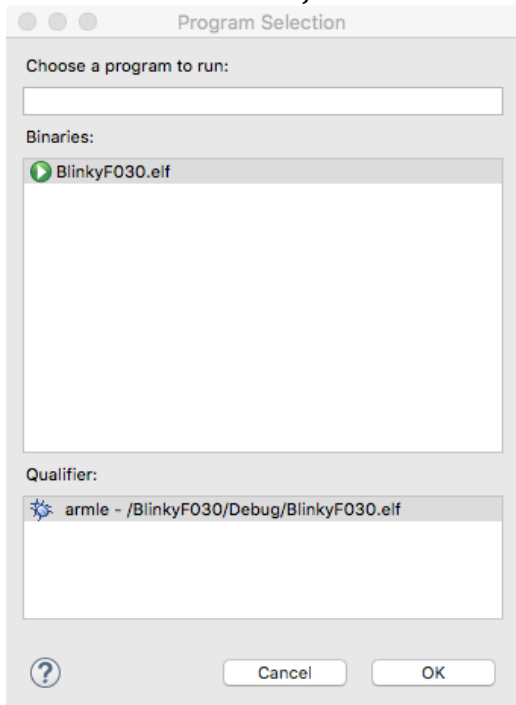 Program Selection
Choose a program to run:
Binaries:
BlinkyF030.elf
Qualifier:
armle - /BlinkyF030/Debug/BlinkyF030.elf
?
Cancel
OK